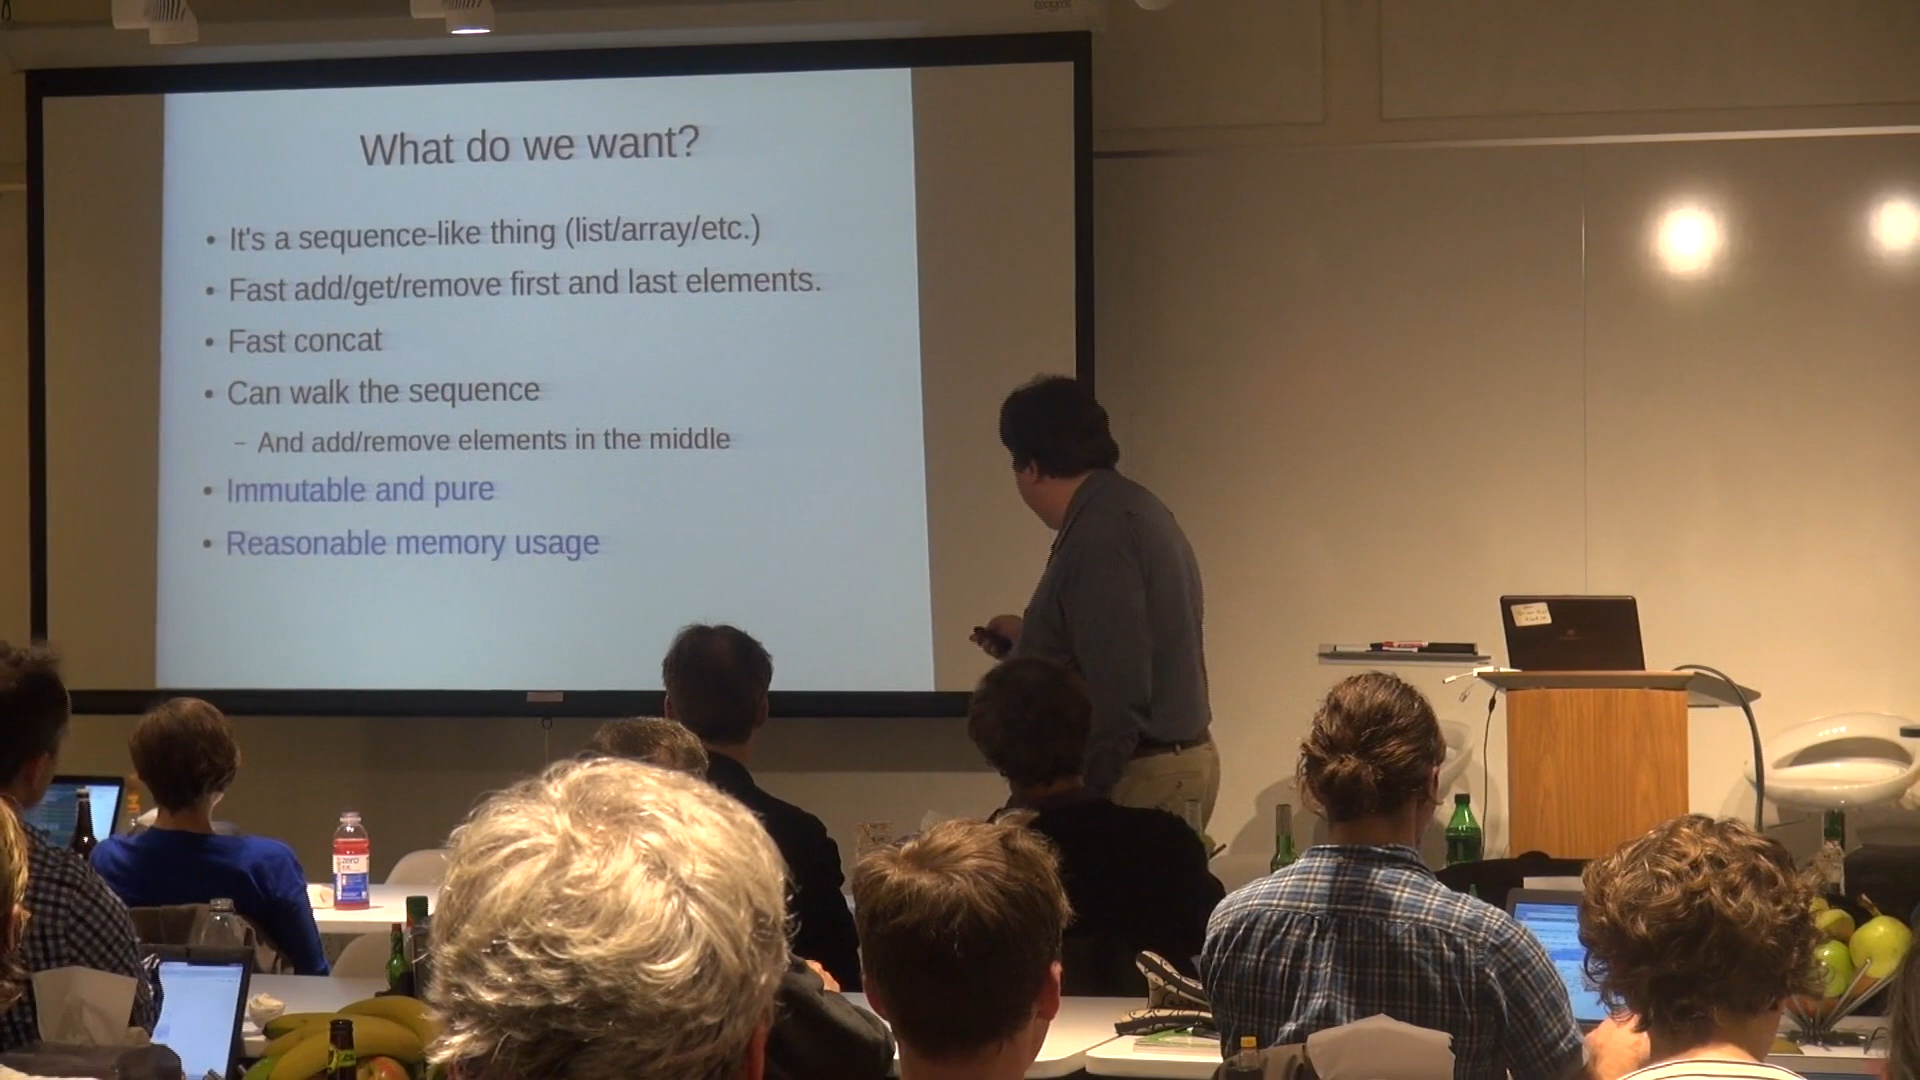 What do we want?
• It's a sequence-like thing (list/array/etc.)
• Fast add/get/remove first and last elements.
• Fast concat
• Can walk the sequence
– And add/remove elements in the middle
• Immutable and pure
• Reasonable memory usage
zero